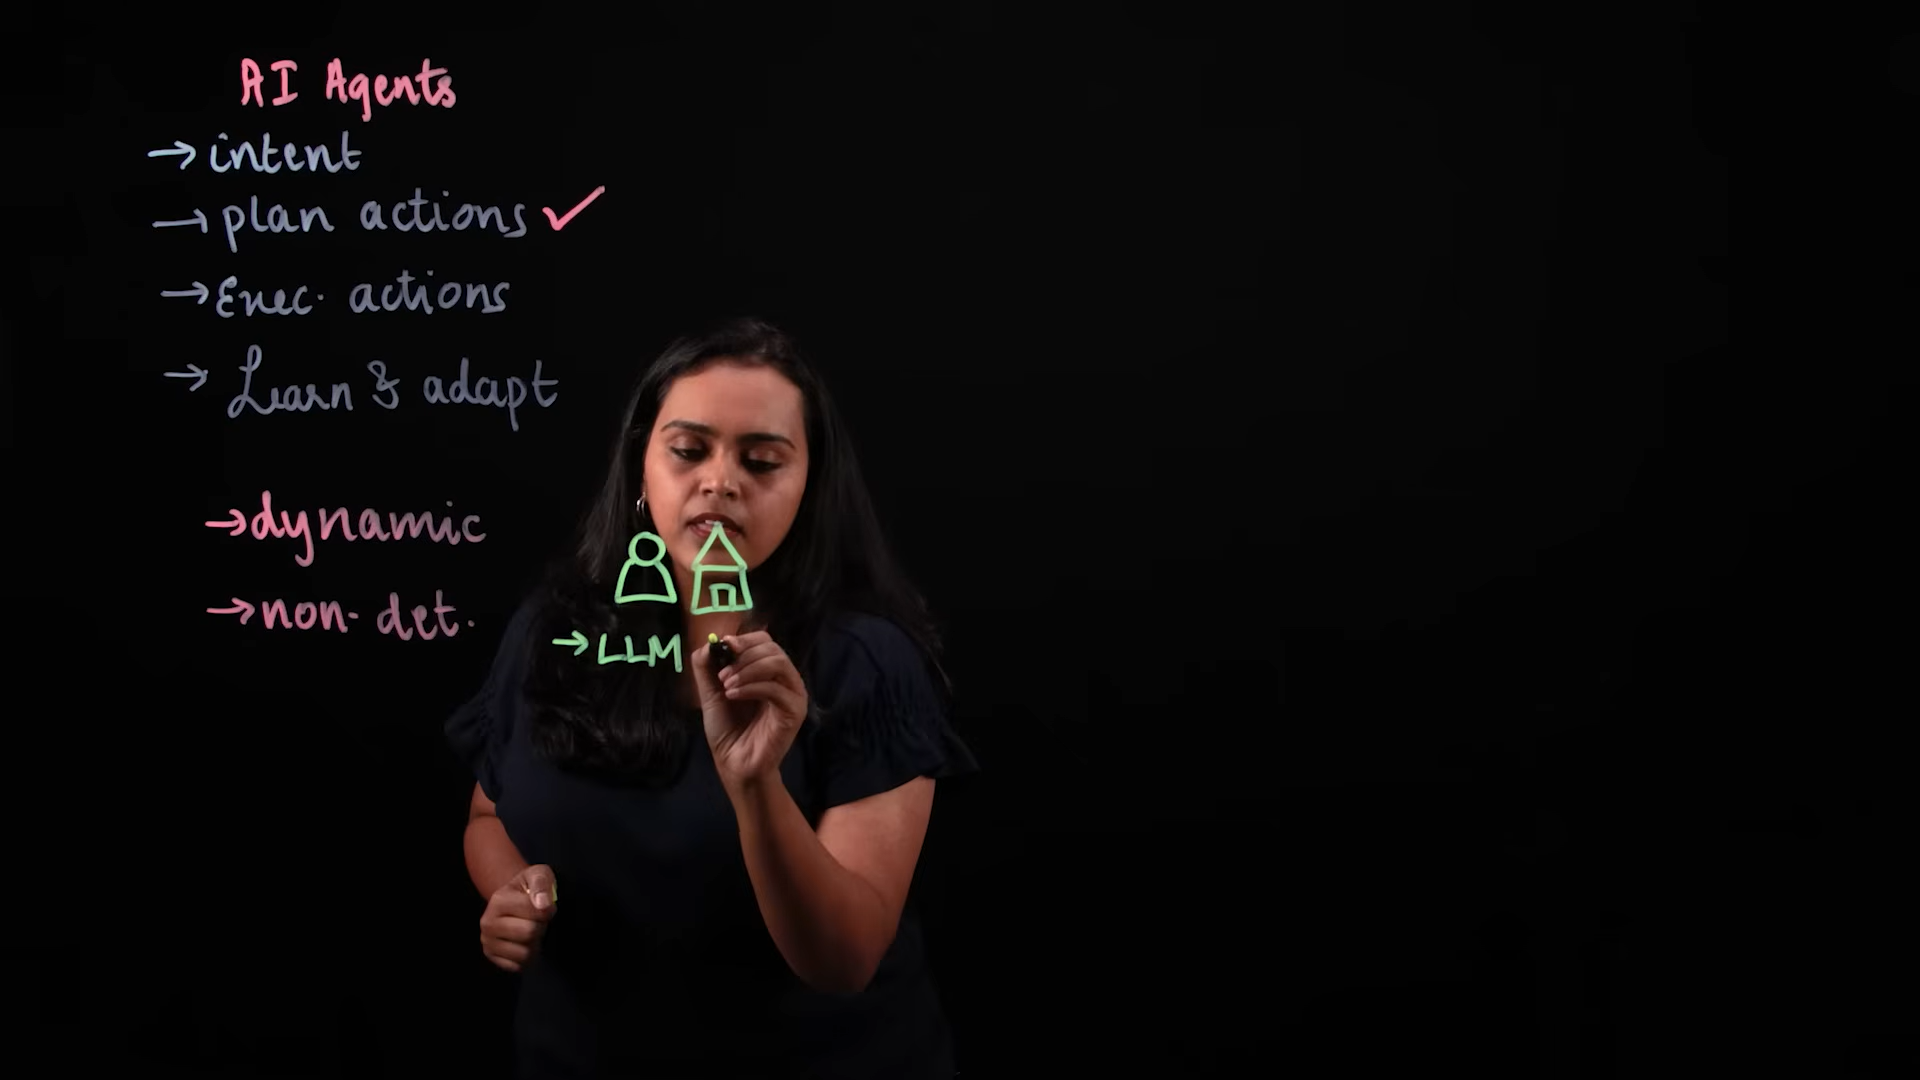 AI Agents
→ intent
→ plan actions ✓
→ Exec. actions
→ Learn & adapt
→ dynamic
→ non-det.
→ LLM